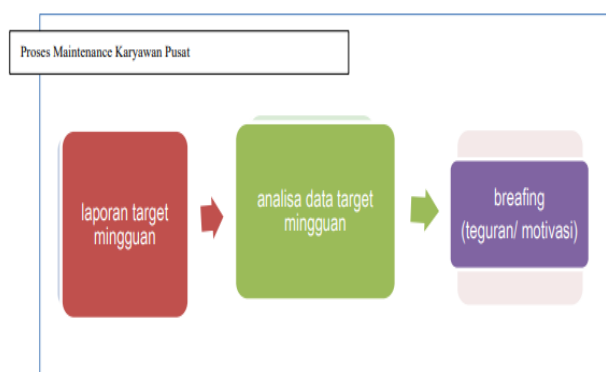 Proses Maintenance Karyawan Pusat
laporan target
mingguan
analisa data target
mingguan
breafing
(teguran/ motivasi)